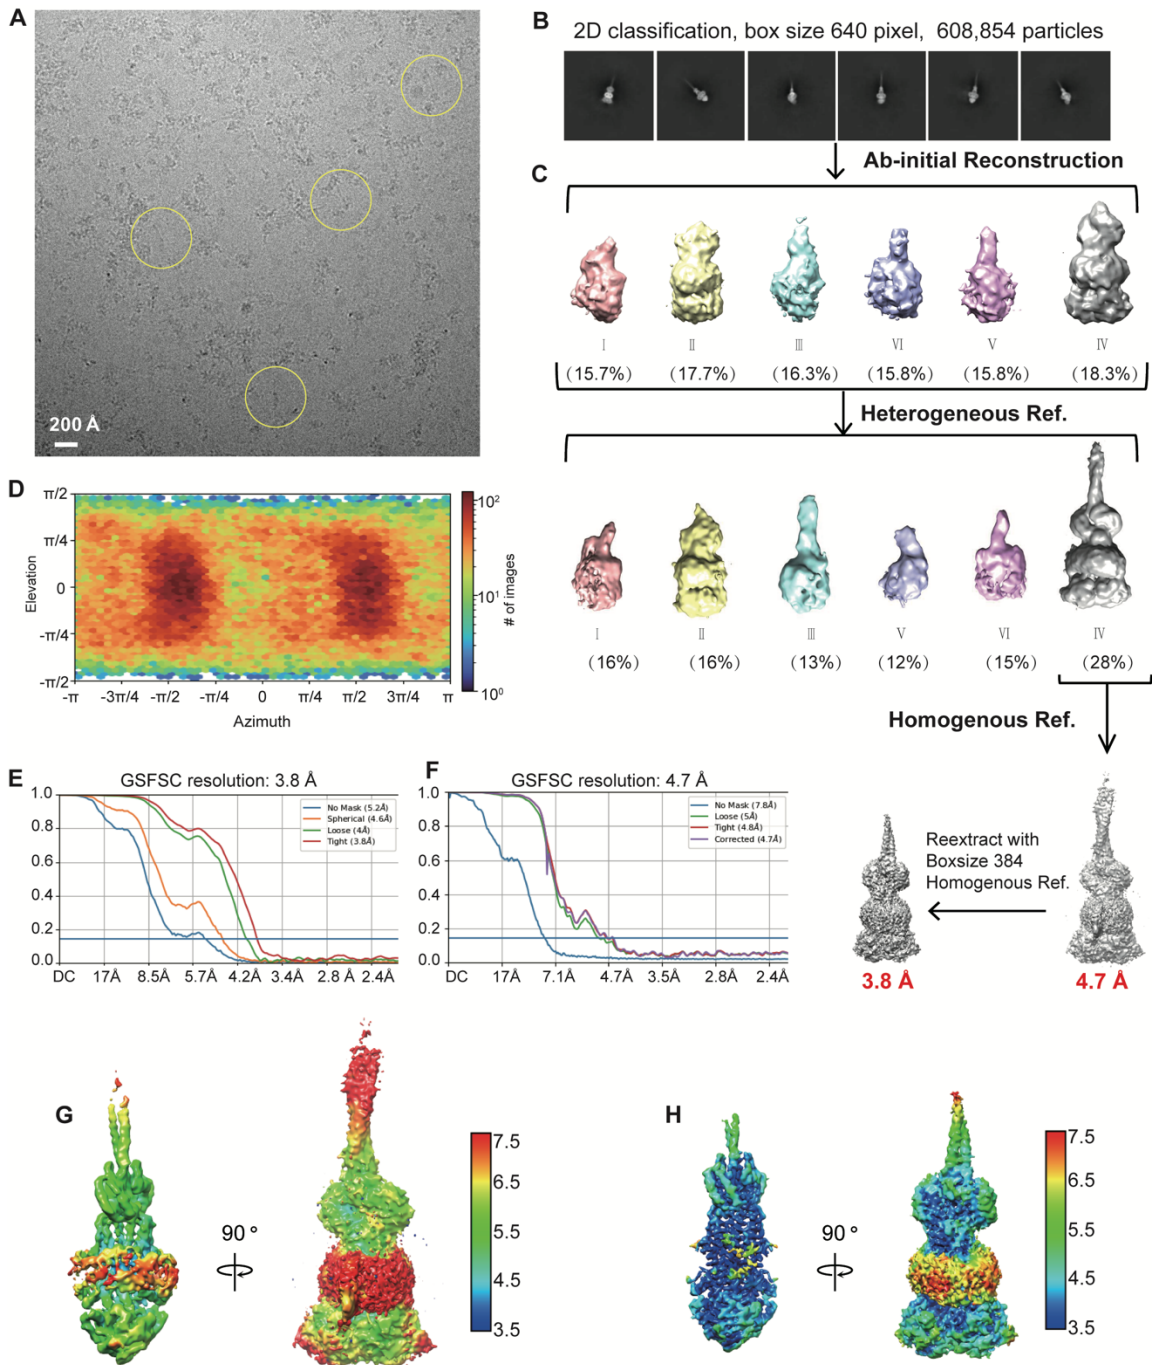 A
200 Å
B
2D classification, box size 640 pixel, 608,854 particles
Ab-initial Reconstruction
C
I II III VI V IV
(15.7%) (17.7%) (16.3%) (15.8%) (15.8%) (18.3%)
Heterogeneous Ref.
I II III V VI IV
(16%) (16%) (13%) (12%) (15%) (28%)
Homogenous Ref.
Reextract with
Boxsize 384
Homogenous Ref.
3.8 Å
4.7 Å
D
Elevation
π/2
π/4
0
-π/4
-π/2
-π -3π/4 -π/2 -π/4 0 π/4 π/2 3π/4 π
Azimuth
10²
10¹
10⁰
# of images
E
GSFSC resolution: 3.8 Å
1.0
0.8
0.6
0.4
0.2
0.0
No Mask (5.2Å)
Spherical (4.6Å)
Loose (4Å)
Tight (3.8Å)
DC 17Å 8.5Å 5.7Å 4.2Å 3.4Å 2.8Å 2.4Å
F
GSFSC resolution: 4.7 Å
1.0
0.8
0.6
0.4
0.2
0.0
No Mask (7.8Å)
Loose (5Å)
Tight (4.8Å)
Corrected (4.7Å)
DC 17Å 7.1Å 4.7Å 3.5Å 2.8Å 2.4Å
G
90 °
7.5
6.5
5.5
4.5
3.5
H
90 °
7.5
6.5
5.5
4.5
3.5